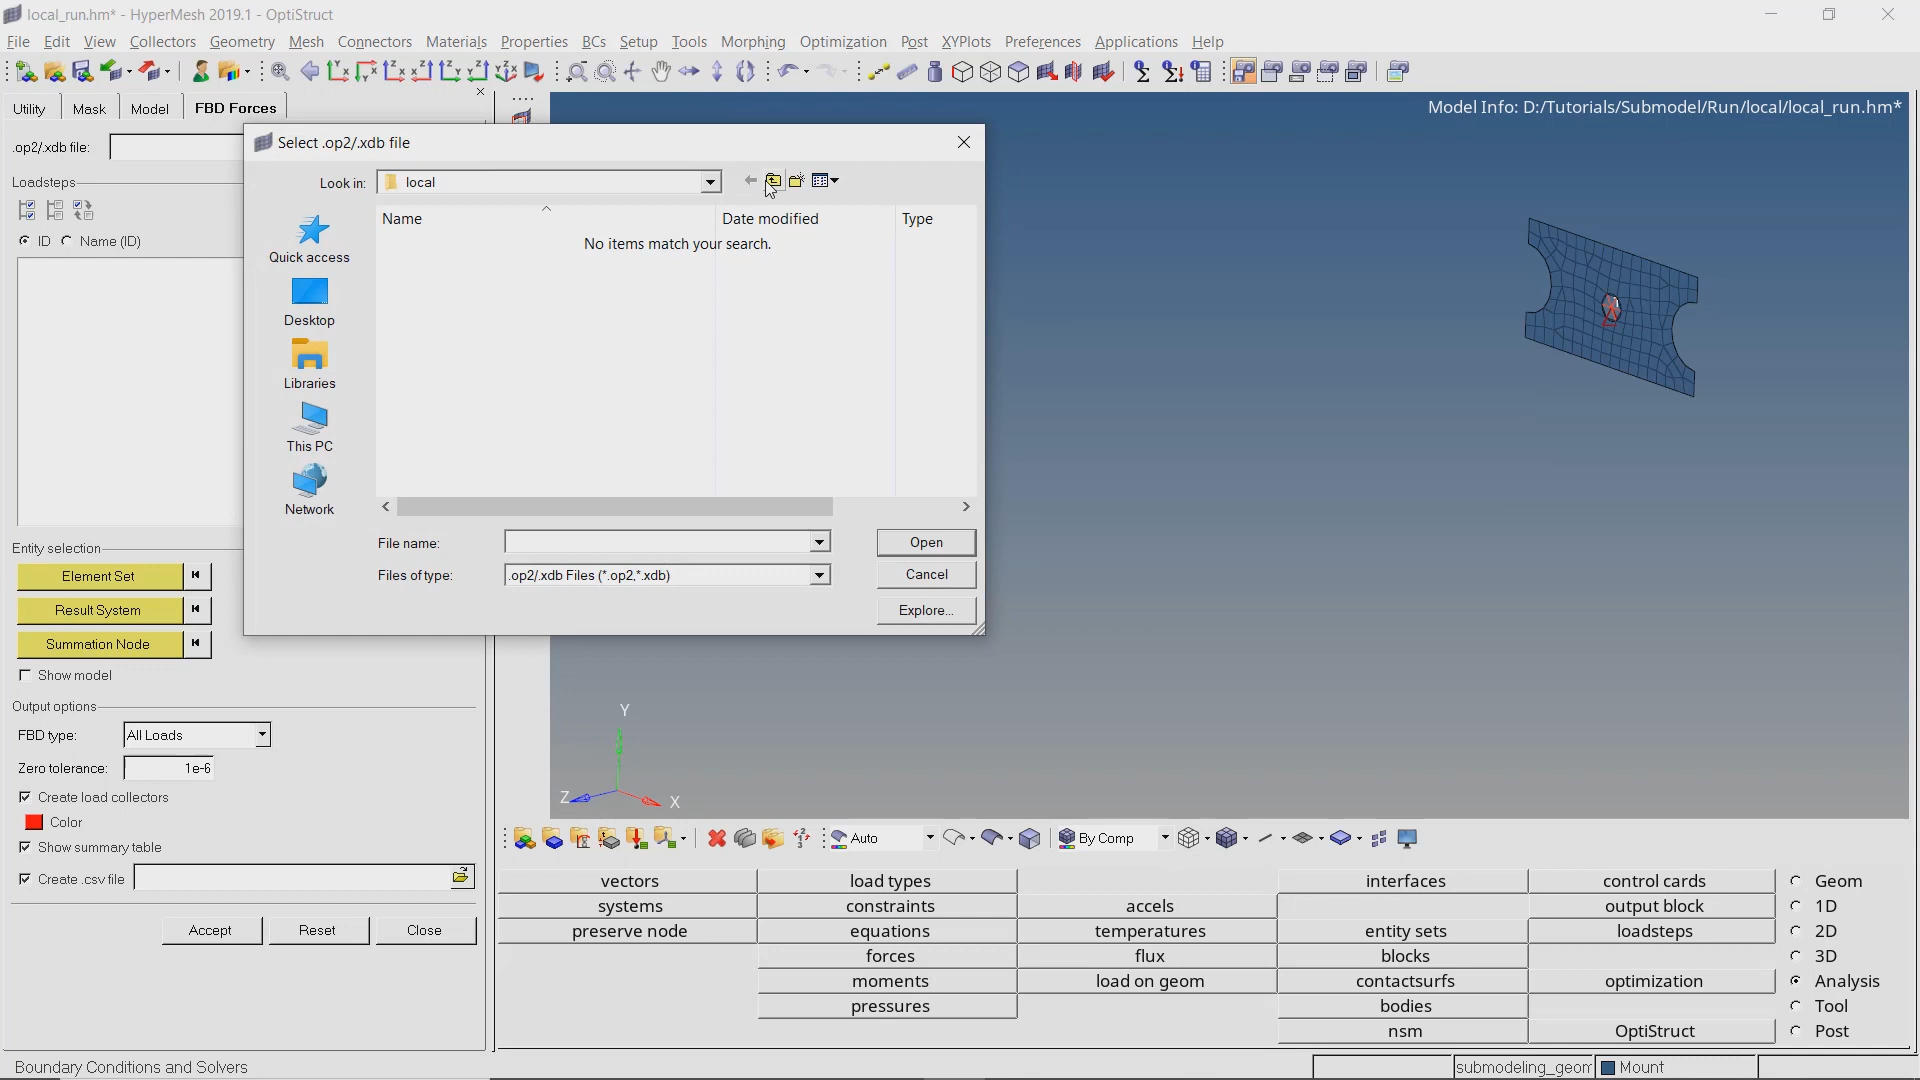 local_run.hm* - HyperMesh 2019.1 - OptiStruct
File Edit View Collectors Geometry Mesh Connectors Materials Properties BCs Setup Tools Morphing Optimization Post XYPlots Preferences Applications Help
Utility Mask Model FBD Forces
Model Info: D:/Tutorials/Submodel/Run/local/local_run.hm*
.op2/.xdb file:
Select .op2/.xdb file
Loadsteps
Look in: local
ID Name (ID)
Name Date modified Type
No items match your search.
Quick access
Desktop
Libraries
This PC
Network
File name: Open
Files of type: .op2/.xdb Files (*.op2,*.xdb) Cancel
Explore...
Entity selection
Element Set
Result System
Summation Node
Show model
Output options
FBD type: All Loads
Zero tolerance: 1e-6
Create load collectors
Color
Show summary table
Create .csv file
Accept Reset Close
Y
Z X
1
Auto By Comp
vectors load types interfaces control cards Geom
systems constraints accels output block 1D
preserve node equations temperatures entity sets loadsteps 2D
forces flux blocks 3D
moments load on geom contactsurfs optimization Analysis
pressures bodies Tool
nsm OptiStruct Post
Boundary Conditions and Solvers submodeling_geom Mount